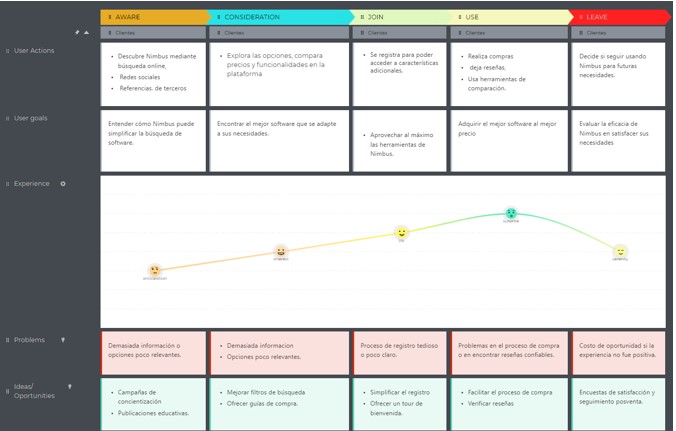 AWARE
CONSIDERATION
JOIN
USE
LEAVE
Clientes
Clientes
Clientes
Clientes
Clientes
User Actions
• Descubre Nimbus mediante
búsqueda online,
• Redes sociales
• Referencias. de terceros
• Explora las opciones, compara
precios y funcionalidades en la
plataforma
• Se registra para poder
acceder a características
adicionales.
• Realiza compras
• deja reseñas,
• Usa herramientas de
comparación.
Decide si seguir usando
Nimbus para futuras
necesidades.
User goals
Entender cómo Nimbus puede
simplificar la búsqueda de
software.
Encontrar el mejor software que se adapte
a sus necesidades.
• Aprovechar al máximo
las herramientas de
Nimbus.
Adquirir el mejor software al mejor
precio
Evaluar la eficacia de
Nimbus en satisfacer sus
necesidades
Experience
Problems
Demasiada información o
opciones poco relevantes.
• Demasiada informacion
• Opciones poco relevantes.
Proceso de registro tedioso
o poco claro.
Problemas en el proceso de compra
o en encontrar reseñas confiables.
Costo de oportunidad si la
experiencia no fue positiva.
Ideas/
Oportunities
• Campañas de
concientización
• Publicaciones educativas.
• Mejorar filtros de búsqueda
• Ofrecer guías de compra.
• Simplificar el registro
• Ofrecer un tour de
bienvenida.
• Facilitar el proceso de compra
• Verificar reseñas
Encuestas de satisfacción y
seguimiento posventa.